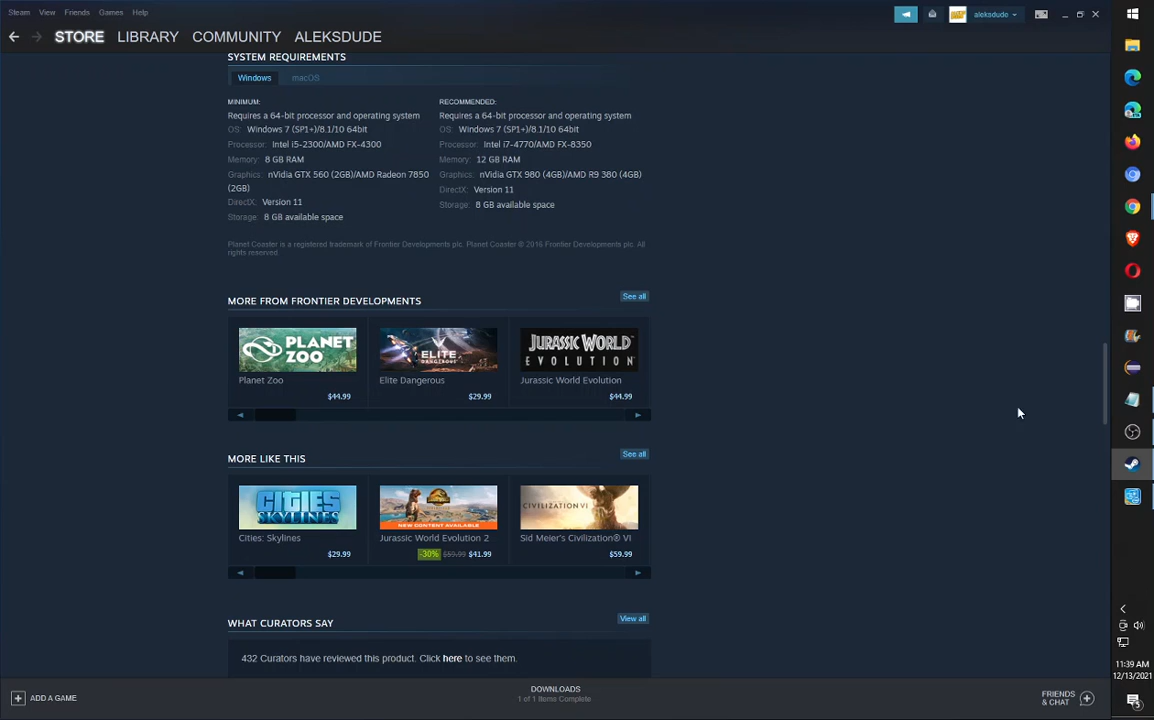 Steam View Friends Games Help
aleksdude
STORE LIBRARY COMMUNITY ALEKSDUDE
SYSTEM REQUIREMENTS
Windows macOS
MINIMUM:
Requires a 64-bit processor and operating system
OS: Windows 7 (SP1+)/8.1/10 64bit
Processor: Intel i5-2300/AMD FX-4300
Memory: 8 GB RAM
Graphics: nVidia GTX 560 (2GB)/AMD Radeon 7850
(2GB)
DirectX: Version 11
Storage: 8 GB available space
RECOMMENDED:
Requires a 64-bit processor and operating system
OS: Windows 7 (SP1+)/8.1/10 64bit
Processor: Intel i7-4770/AMD FX-8350
Memory: 12 GB RAM
Graphics: nVidia GTX 980 (4GB)/AMD R9 380 (4GB)
DirectX: Version 11
Storage: 8 GB available space
Planet Coaster is a registered trademark of Frontier Developments plc. Planet Coaster © 2016 Frontier Developments plc. All
rights reserved.
MORE FROM FRONTIER DEVELOPMENTS See all
PLANET
ZOO
Planet Zoo
$44.99
ELITE
DANGEROUS
Elite Dangerous
$29.99
JURASSIC WORLD
EVOLUTION
Jurassic World Evolution
$44.99
MORE LIKE THIS See all
CITIES
SKYLINES
Cities: Skylines
$29.99
NEW CONTENT AVAILABLE
Jurassic World Evolution 2
-30% $59.99 $41.99
CIVILIZATION VI
Sid Meier's Civilization® VI
$59.99
WHAT CURATORS SAY View all
432 Curators have reviewed this product. Click here to see them.
ADD A GAME
DOWNLOADS
1 of 1 Items Complete
FRIENDS
& CHAT
11:39 AM
12/13/2021